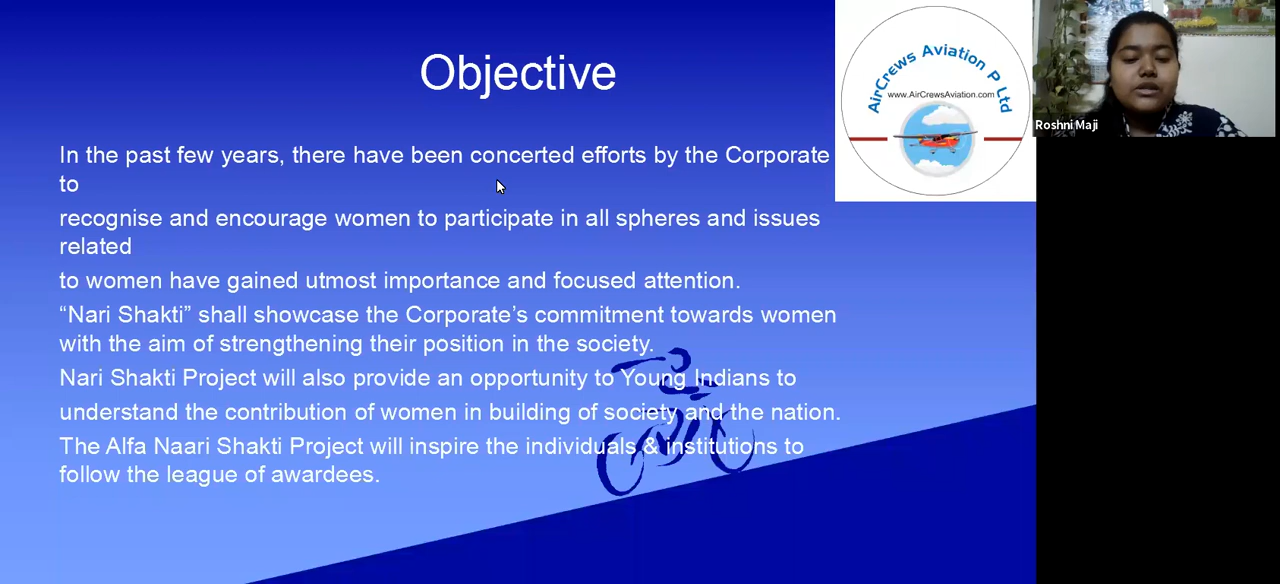 Objective
AirCrews Aviation P Ltd
www.AirCrewsAviation.com
Roshni Maji
In the past few years, there have been concerted efforts by the Corporate
to
recognise and encourage women to participate in all spheres and issues
related
to women have gained utmost importance and focused attention.
“Nari Shakti” shall showcase the Corporate’s commitment towards women
with the aim of strengthening their position in the society.
Nari Shakti Project will also provide an opportunity to Young Indians to
understand the contribution of women in building of society and the nation.
The Alfa Naari Shakti Project will inspire the individuals & institutions to
follow the league of awardees.